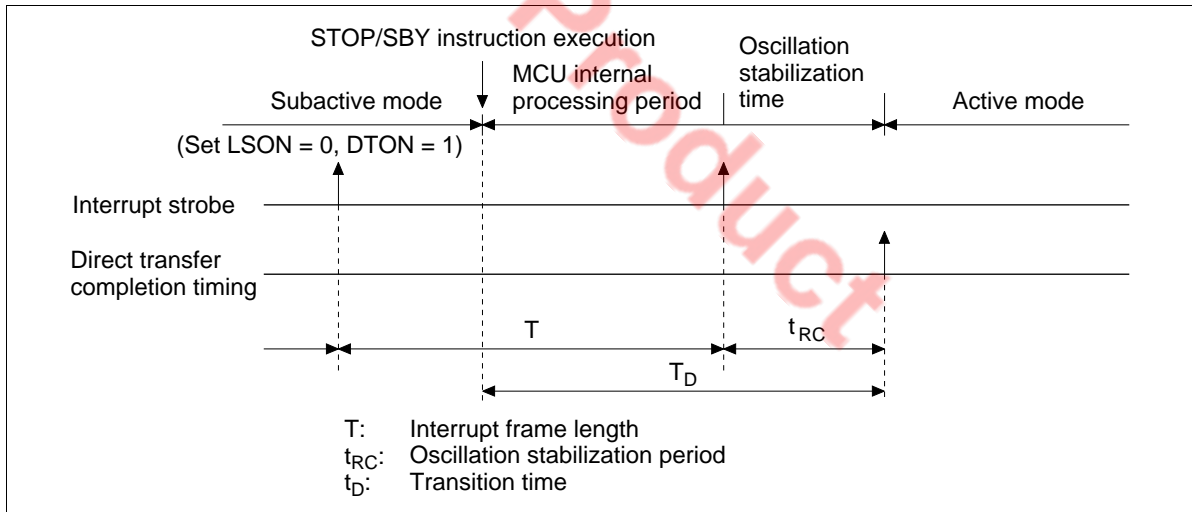 STOP/SBY instruction execution
Subactive mode
MCU internal
processing period
Oscillation
stabilization
time
Active mode
(Set LSON = 0, DTON = 1)
Interrupt strobe
Direct transfer
completion timing
T
tRC
TD
T: Interrupt frame length
tRC: Oscillation stabilization period
tD: Transition time
Product